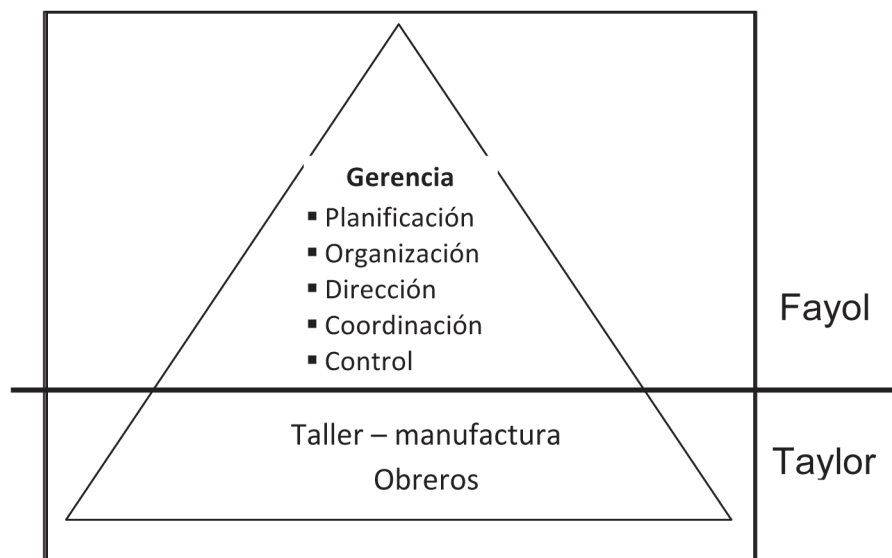 Gerencia
▪ Planificación
▪ Organización
▪ Dirección
▪ Coordinación
▪ Control
Fayol
Taller – manufactura
Obreros
Taylor